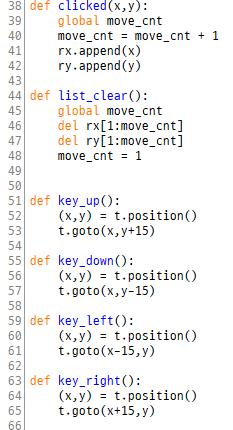 38 def clicked(x,y):
39     global move_cnt
40     move_cnt = move_cnt + 1
41     rx.append(x)
42     ry.append(y)
43
44 def list_clear():
45     global move_cnt
46     del rx[1:move_cnt]
47     del ry[1:move_cnt]
48     move_cnt = 1
49
50
51 def key_up():
52     (x,y) = t.position()
53     t.goto(x,y+15)
54
55 def key_down():
56     (x,y) = t.position()
57     t.goto(x,y-15)
58
59 def key_left():
60     (x,y) = t.position()
61     t.goto(x-15,y)
62
63 def key_right():
64     (x,y) = t.position()
65     t.goto(x+15,y)
66